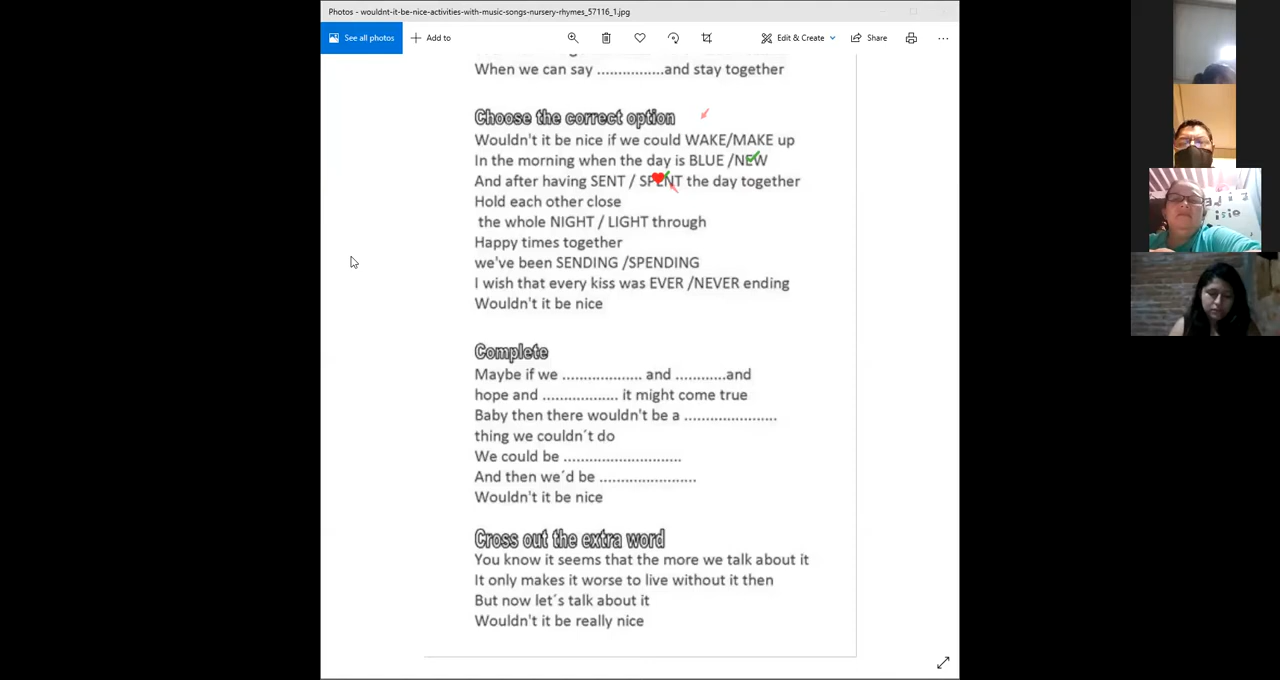 Photos - wouldnt-it-be-nice-activities-with-music-songs-nursery-rhymes_57116_1.jpg
See all photos
Add to
Edit & Create
Share
When we can say ................and stay together
Choose the correct option
Wouldn't it be nice if we could WAKE/MAKE up
In the morning when the day is BLUE /NEW
And after having SENT / SPENT the day together
Hold each other close
the whole NIGHT / LIGHT through
Happy times together
we've been SENDING /SPENDING
I wish that every kiss was EVER /NEVER ending
Wouldn't it be nice
Complete
Maybe if we ................... and ............and
hope and .................. it might come true
Baby then there wouldn't be a ......................
thing we couldn´t do
We could be ............................
And then we´d be .......................
Wouldn't it be nice
Cross out the extra word
You know it seems that the more we talk about it
It only makes it worse to live without it then
But now let´s talk about it
Wouldn't it be really nice